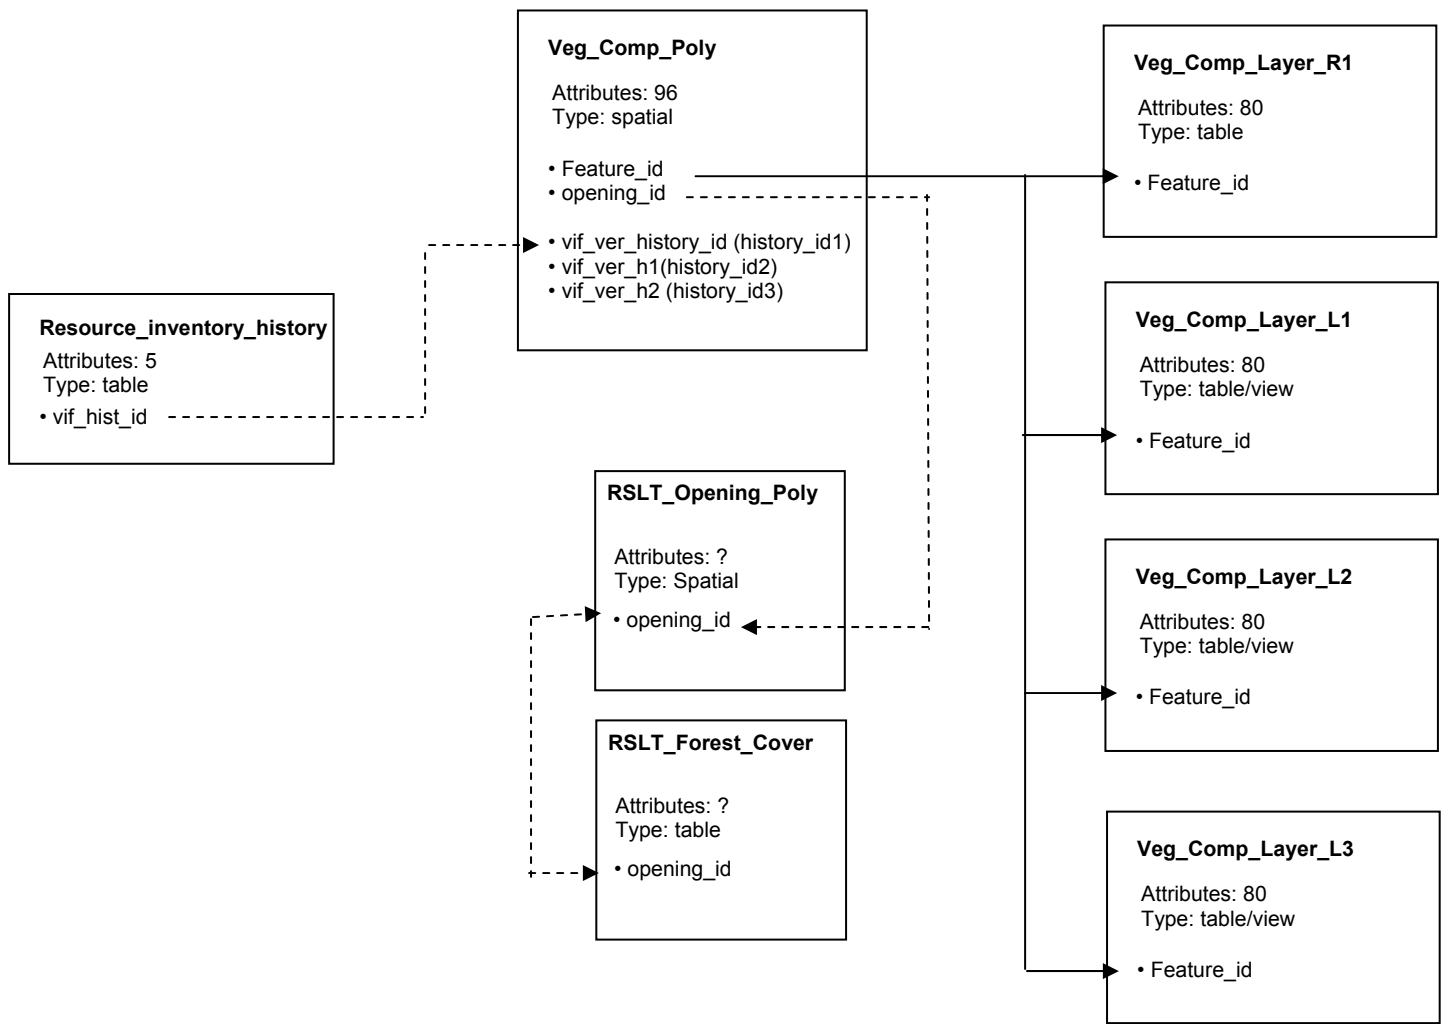 Veg_Comp_Poly
Attributes: 96
Type: spatial
• Feature_id
• opening_id
• vif_ver_history_id (history_id1)
• vif_ver_h1(history_id2)
• vif_ver_h2 (history_id3)
Resource_inventory_history
Attributes: 5
Type: table
• vif_hist_id
RSLT_Opening_Poly
Attributes: ?
Type: Spatial
• opening_id
RSLT_Forest_Cover
Attributes: ?
Type: table
• opening_id
Veg_Comp_Layer_R1
Attributes: 80
Type: table
• Feature_id
Veg_Comp_Layer_L1
Attributes: 80
Type: table/view
• Feature_id
Veg_Comp_Layer_L2
Attributes: 80
Type: table/view
• Feature_id
Veg_Comp_Layer_L3
Attributes: 80
Type: table/view
• Feature_id